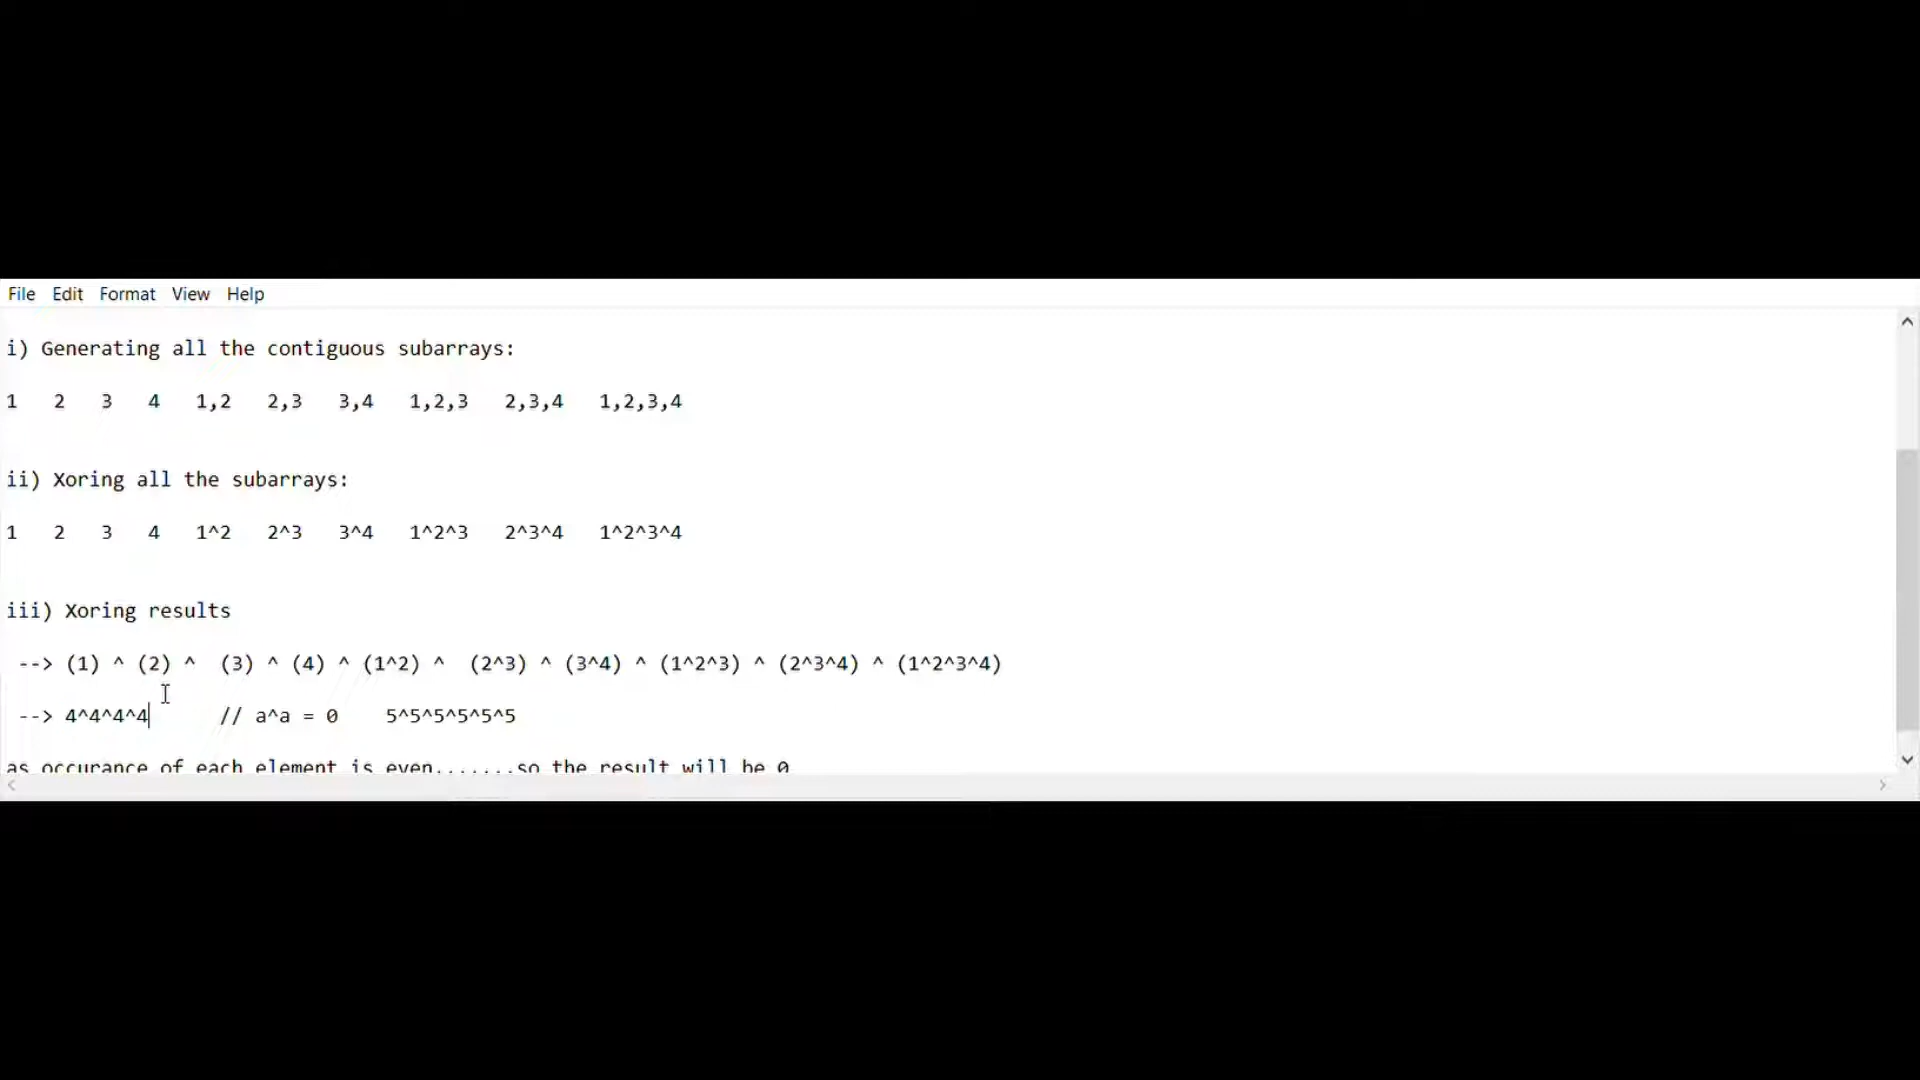 File Edit Format View Help
i) Generating all the contiguous subarrays:
1 2 3 4 1,2 2,3 3,4 1,2,3 2,3,4 1,2,3,4
ii) Xoring all the subarrays:
1 2 3 4 1^2 2^3 3^4 1^2^3 2^3^4 1^2^3^4
iii) Xoring results
--> (1) ^ (2) ^ (3) ^ (4) ^ (1^2) ^ (2^3) ^ (3^4) ^ (1^2^3) ^ (2^3^4) ^ (1^2^3^4)
--> 4^4^4^4 // a^a = 0 5^5^5^5^5^5
as occurance of each element is even.......so the result will be 0